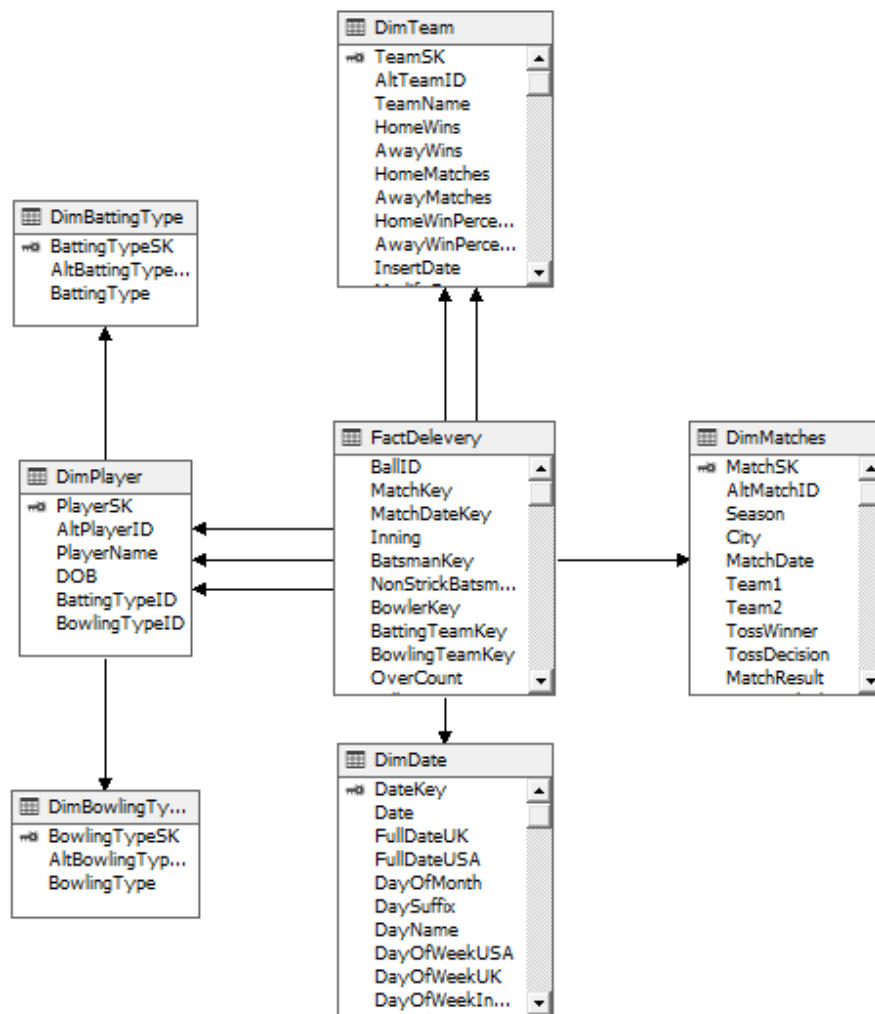 DimTeam
TeamSK
AltTeamID
TeamName
HomeWins
AwayWins
HomeMatches
AwayMatches
HomeWinPerce...
AwayWinPerce...
InsertDate
DimBattingType
BattingTypeSK
AltBattingType...
BattingType
DimPlayer
PlayerSK
AltPlayerID
PlayerName
DOB
BattingTypeID
BowlingTypeID
FactDelevery
BallID
MatchKey
MatchDateKey
Inning
BatsmanKey
NonStrickBatsm...
BowlerKey
BattingTeamKey
BowlingTeamKey
OverCount
DimMatches
MatchSK
AltMatchID
Season
City
MatchDate
Team1
Team2
TossWinner
TossDecision
MatchResult
DimBowlingTy...
BowlingTypeSK
AltBowlingTyp...
BowlingType
DimDate
DateKey
Date
FullDateUK
FullDateUSA
DayOfMonth
DaySuffix
DayName
DayOfWeekUSA
DayOfWeekUK
DayOfWeekIn...